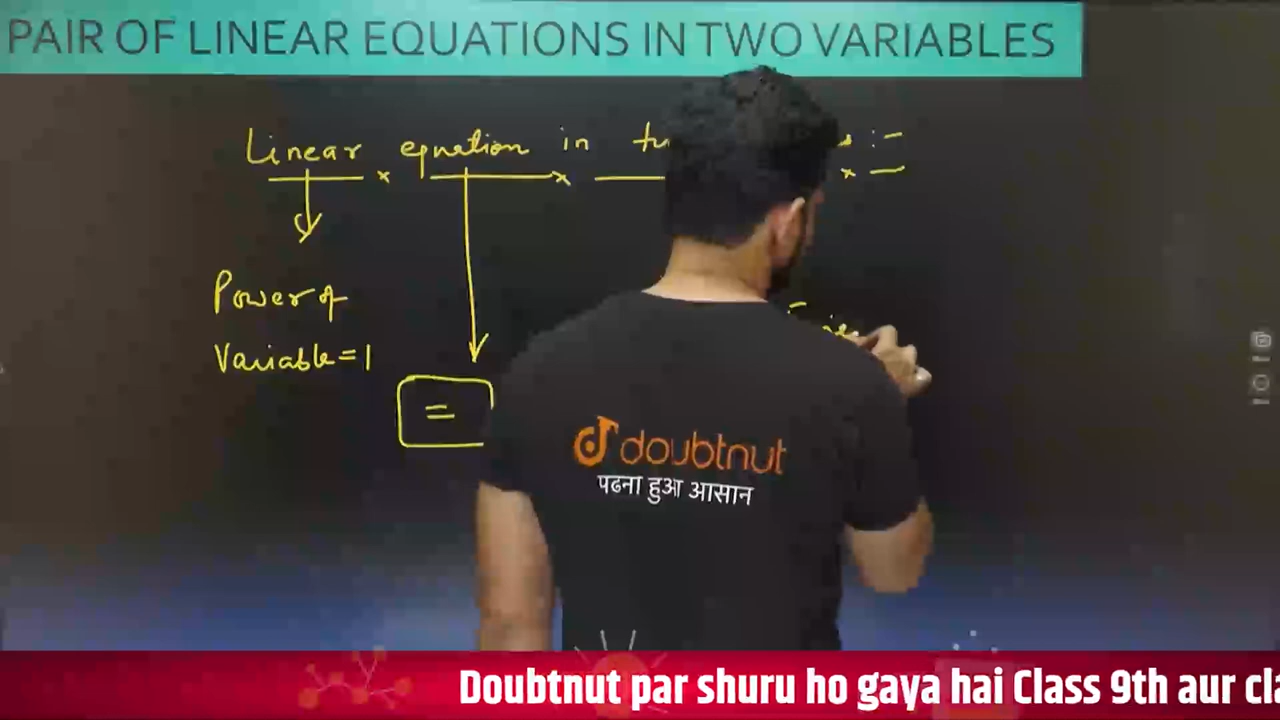 PAIR OF LINEAR EQUATIONS IN TWO VARIABLES
Linear equation in
Power of
Variable = 1
=
doubtnut
पढना हुआ आसान
Doubtnut par shuru ho gaya hai Class 9th aur cla